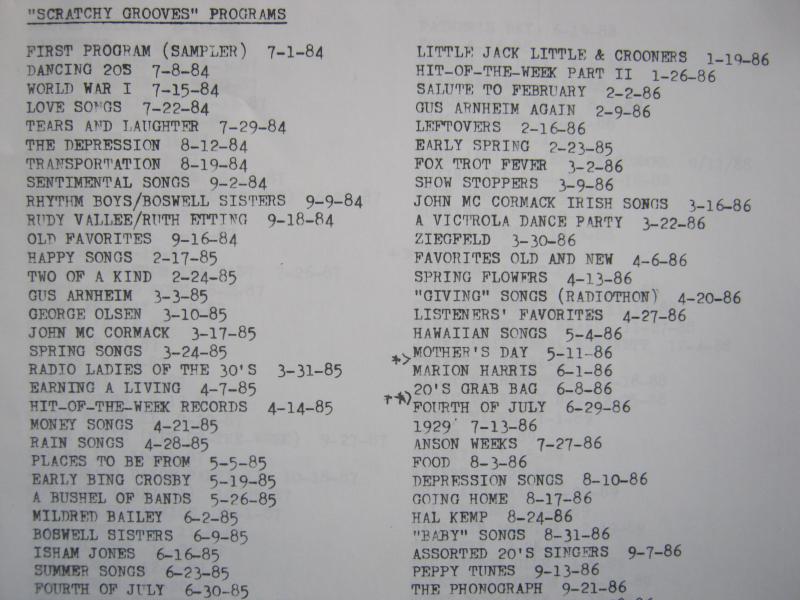 "SCRATCHY GROOVES" PROGRAMS
FIRST PROGRAM (SAMPLER) 7-1-84
DANCING 20S 7-8-84
WORLD WAR I 7-15-84
LOVE SONGS 7-22-84
TEARS AND LAUGHTER 7-29-84
THE DEPRESSION 8-12-84
TRANSPORTATION 8-19-84
SENTIMENTAL SONGS 9-2-84
RHYTHM BOYS/BOSWELL SISTERS 9-9-84
RUDY VALLEE/RUTH ETTING 9-18-84
OLD FAVORITES 9-16-84
HAPPY SONGS 2-17-85
TWO OF A KIND 2-24-85
GUS ARNHEIM 3-3-85
GEORGE OLSEN 3-10-85
JOHN MC CORMACK 3-17-85
SPRING SONGS 3-24-85
RADIO LADIES OF THE 30'S 3-31-85
EARNING A LIVING 4-7-85
HIT-OF-THE-WEEK RECORDS 4-14-85
MONEY SONGS 4-21-85
RAIN SONGS 4-28-85
PLACES TO BE FROM 5-5-85
EARLY BING CROSBY 5-19-85
A BUSHEL OF BANDS 5-26-85
MILDRED BAILEY 6-2-85
BOSWELL SISTERS 6-9-85
ISHAM JONES 6-16-85
SUMMER SONGS 6-23-85
FOURTH OF JULY 6-30-85
LITTLE JACK LITTLE & CROONERS 1-19-86
HIT-OF-THE-WEEK PART II 1-26-86
SALUTE TO FEBRUARY 2-2-86
GUS ARNHEIM AGAIN 2-9-86
LEFTOVERS 2-16-86
EARLY SPRING 2-23-85
FOX TROT FEVER 3-2-86
SHOW STOPPERS 3-9-86
JOHN MC CORMACK IRISH SONGS 3-16-86
A VICTROLA DANCE PARTY 3-22-86
ZIEGFELD 3-30-86
FAVORITES OLD AND NEW 4-6-86
SPRING FLOWERS 4-13-86
"GIVING" SONGS (RADIOTHON) 4-20-86
LISTENERS' FAVORITES 4-27-86
HAWAIIAN SONGS 5-4-86
*> MOTHER'S DAY 5-11-86
MARION HARRIS 6-1-86
**) 20'S GRAB BAG 6-8-86
FOURTH OF JULY 6-29-86
1929 7-13-86
ANSON WEEKS 7-27-86
FOOD 8-3-86
DEPRESSION SONGS 8-10-86
GOING HOME 8-17-86
HAL KEMP 8-24-86
"BABY" SONGS 8-31-86
ASSORTED 20'S SINGERS 9-7-86
PEPPY TUNES 9-13-86
THE PHONOGRAPH 9-21-86